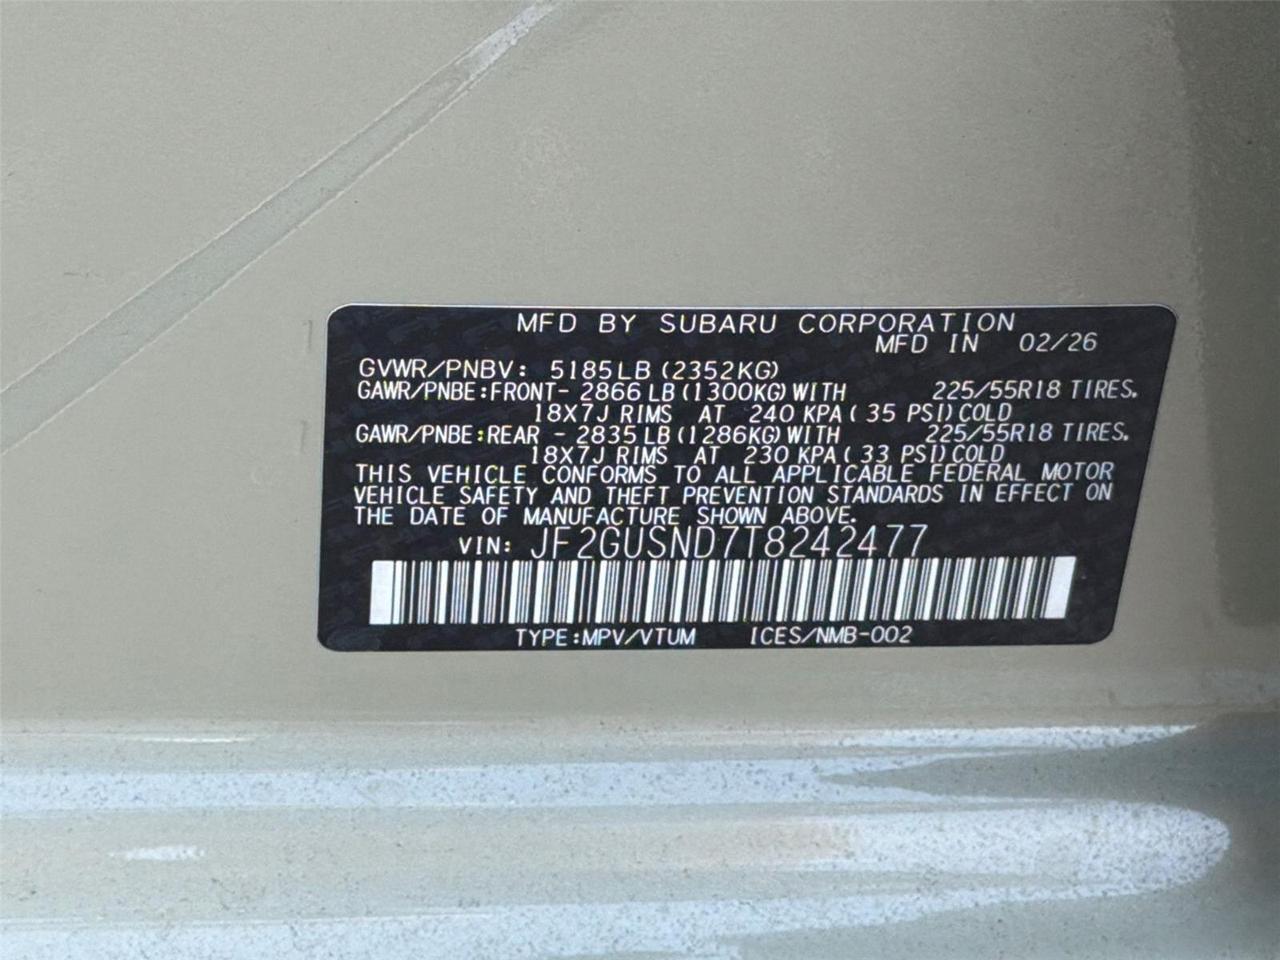 MFD BY SUBARU CORPORATION
MFD IN 02/26
GVWR/PNBV: 5185LB (2352KG)
GAWR/PNBE:FRONT- 2866 LB (1300KG) WITH 225/55R18 TIRES.
18X7J RIMS AT 240 KPA ( 35 PSI) COLD
GAWR/PNBE:REAR - 2835 LB (1286KG) WITH 225/55R18 TIRES.
18X7J RIMS AT 230 KPA ( 33 PSI) COLD
THIS VEHICLE CONFORMS TO ALL APPLICABLE FEDERAL MOTOR
VEHICLE SAFETY AND THEFT PREVENTION STANDARDS IN EFFECT ON
THE DATE OF MANUFACTURE SHOWN ABOVE.
VIN: JF2GUSND7T8242477
TYPE:MPV/VTUM ICES/NMB-002